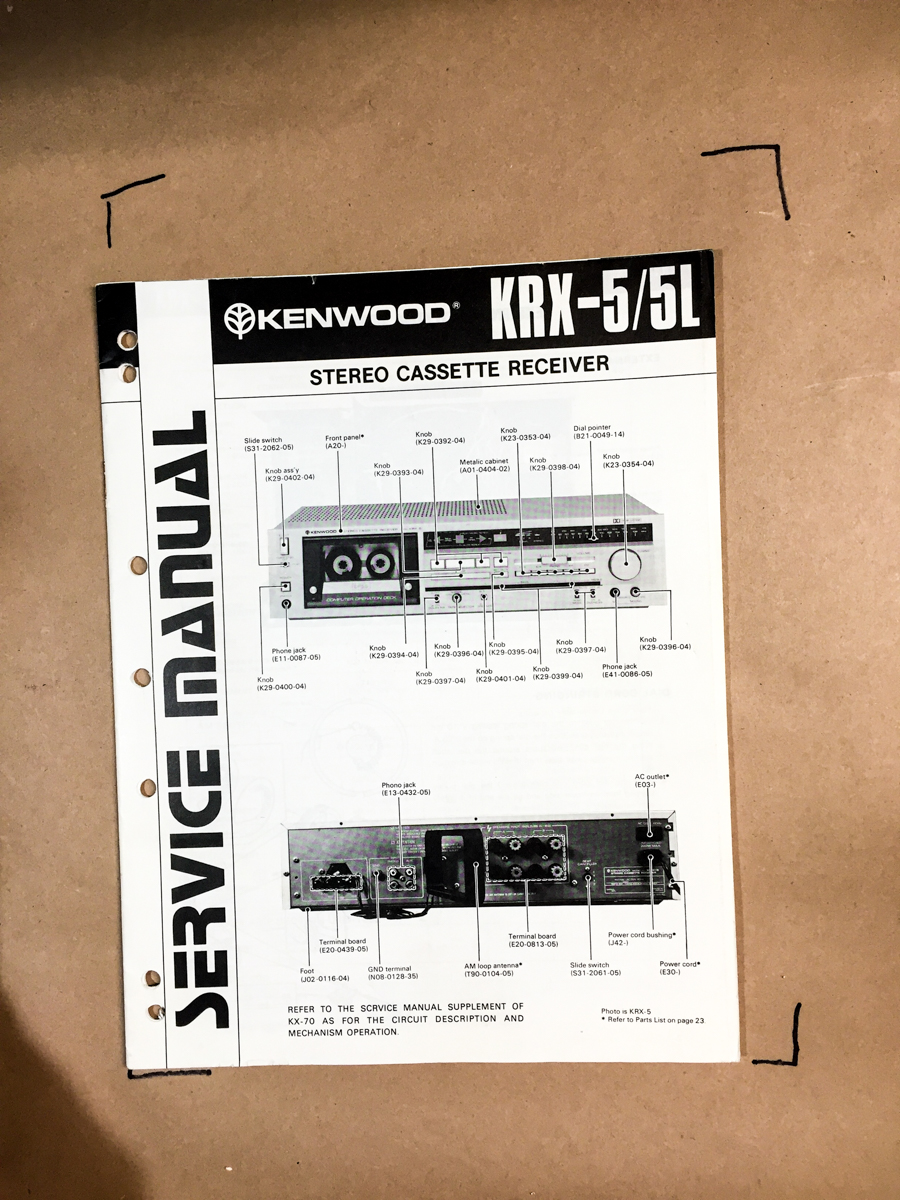 KENWOOD®
KRX-5/5L
STEREO CASSETTE RECEIVER
SERVICE MANUAL
Slide switch
(S31-2062-05)
Front panel*
(A20-)
Knob
(K29-0392-04)
Knob
(K23-0353-04)
Dial pointer
(B21-0049-14)
Knob ass'y
(K29-0402-04)
Knob
(K29-0393-04)
Metalic cabinet
(A01-0404-02)
Knob
(K29-0398-04)
Knob
(K23-0354-04)
KENWOOD
COMPUTER OPERATION DECK
Phone jack
(E11-0087-05)
Knob
(K29-0400-04)
Knob
(K29-0394-04)
Knob
(K29-0396-04)
Knob
(K29-0395-04)
Knob
(K29-0397-04)
Knob
(K29-0396-04)
Knob
(K29-0397-04)
Knob
(K29-0401-04)
Knob
(K29-0399-04)
Phone jack
(E41-0086-05)
AC outlet*
(E03-)
Phono jack
(E13-0432-05)
KENWOOD
Terminal board
(E20-0439-05)
Terminal board
(E20-0813-05)
Power cord bushing*
(J42-)
Foot
(J02-0116-04)
GND terminal
(N08-0128-35)
AM loop antenna*
(T90-0104-05)
Slide switch
(S31-2061-05)
Power cord*
(E30-)
REFER TO THE SCRVICE MANUAL SUPPLEMENT OF
KX-70 AS FOR THE CIRCUIT DESCRIPTION AND
MECHANISM OPERATION.
Photo is KRX-5
* Refer to Parts List on page 23.